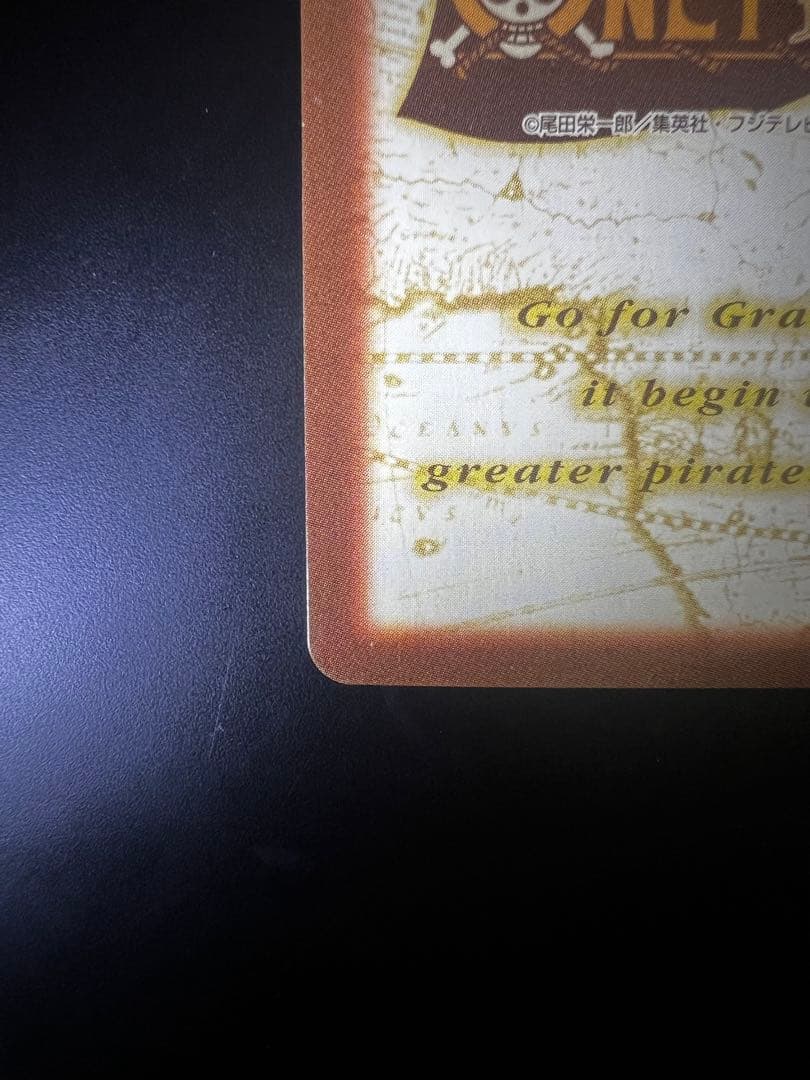 ©尾田栄一郎／集英社・フジテレビ
Go for Gra
it begin
greater pirate